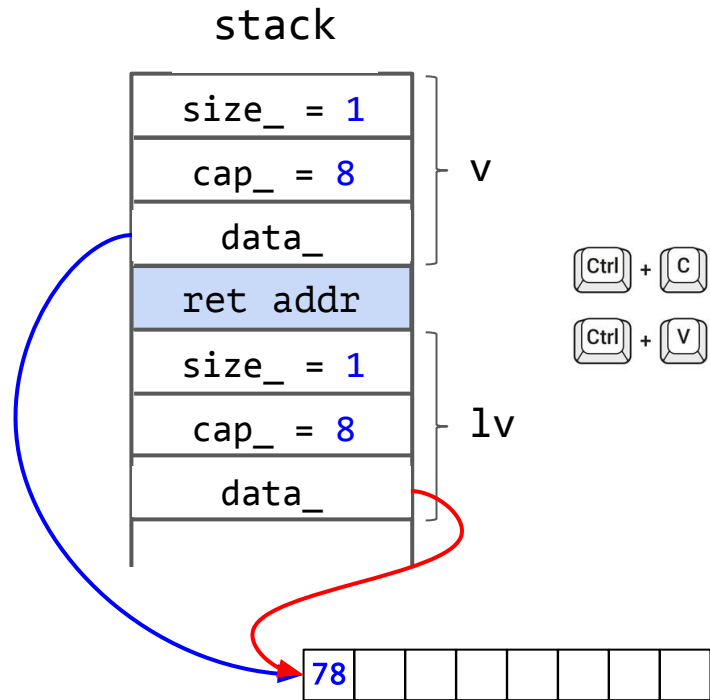 stack
size_ = 1
cap_ = 8
v
data_
Ctrl + C
ret addr
Ctrl + V
size_ = 1
cap_ = 8
lv
data_
78